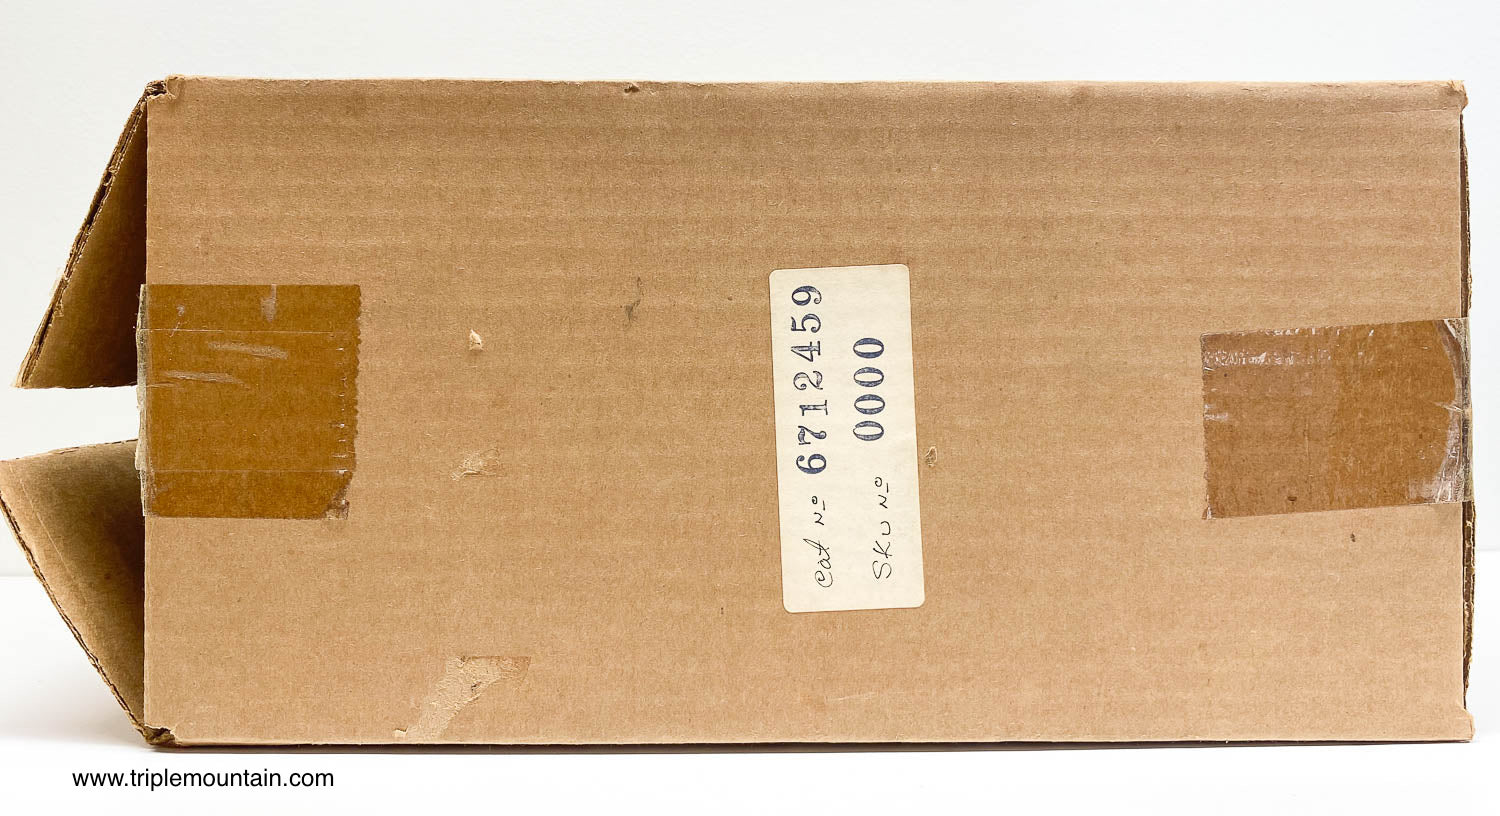 Cat No 6712459
SKU No 0000
www.triplemountain.com